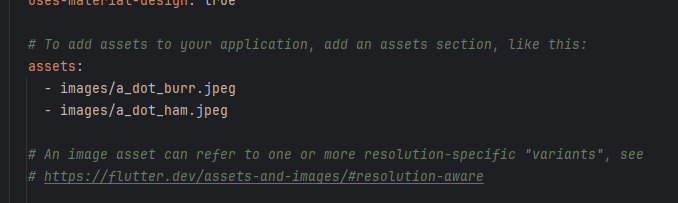 uses-material-design: true
# To add assets to your application, add an assets section, like this:
assets:
- images/a_dot_burr.jpeg
- images/a_dot_ham.jpeg
# An image asset can refer to one or more resolution-specific "variants", see
# https://flutter.dev/assets-and-images/#resolution-aware